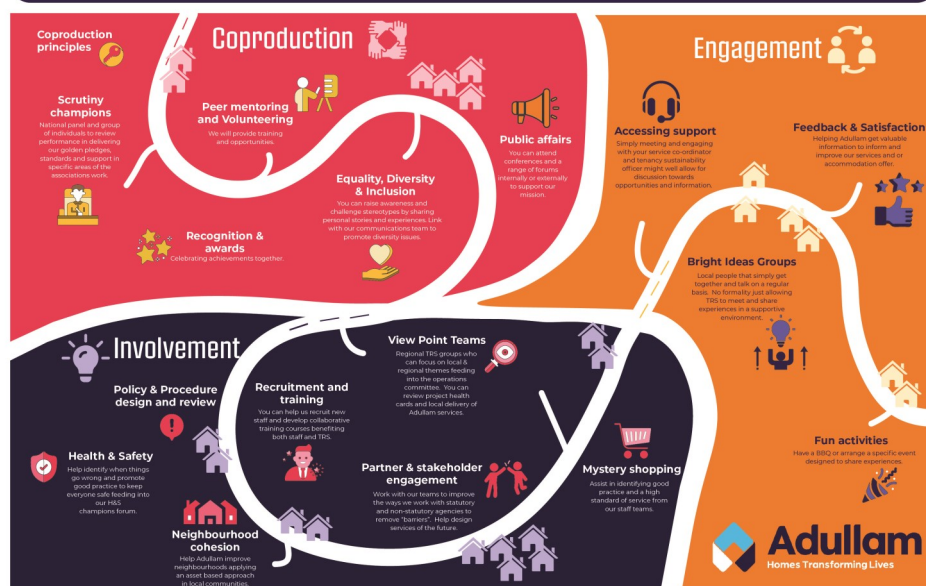 Coproduction
Coproduction
principles
Scrutiny
champions
National panel and group
of individuals to review
performance in delivering
our golden pledges,
standards and support in
specific areas of the
associations work.
Peer mentoring
and Volunteering
We will provide training
and opportunities.
Equality, Diversity
& Inclusion
You can raise awareness and
challenge stereotypes by sharing
personal stories and experiences. Link
with our communications team to
promote diversity issues.
Public affairs
You can attend
conferences and a
range of forums
internally or externally
to support our
mission.
Recognition &
awards
Celebrating achievements together.
Engagement
Accessing support
Simply meeting and engaging
with your service co-ordinator
and tenancy sustainability
officer might well allow for
discussion towards
opportunities and information.
Feedback & Satisfaction
Helping Adullam get valuable
information to inform and
improve our services and or
accommodation offer.
Bright Ideas Groups
Local people that simply get
together and talk on a regular
basis. No formality just allowing
TRS to meet and share
experiences in a supportive
environment.
Fun activities
Have a BBQ or arrange a specific event
designed to share experiences.
Involvement
Policy & Procedure
design and review
Health & Safety
Help identify when things
go wrong and promote
good practice to keep
everyone safe feeding into
our H&S
champions forum.
Neighbourhood
cohesion
Help Adullam improve
neighbourhoods applying
an asset based approach
in local communities.
Recruitment and
training
You can help us recruit new
staff and develop collaborative
training courses benefiting
both staff and TRS.
View Point Teams
Regional TRS groups who
can focus on local &
regional themes feeding
into the operations
committee. You can
review project health
cards and local delivery of
Adullam services.
Partner & stakeholder
engagement
Work with our teams to improve
the ways we work with statutory
and non-statutory agencies to
remove "barriers". Help design
services of the future.
Mystery shopping
Assist in identifying good
practice and a high
standard of service from
our staff teams.
Adullam
Homes Transforming Lives